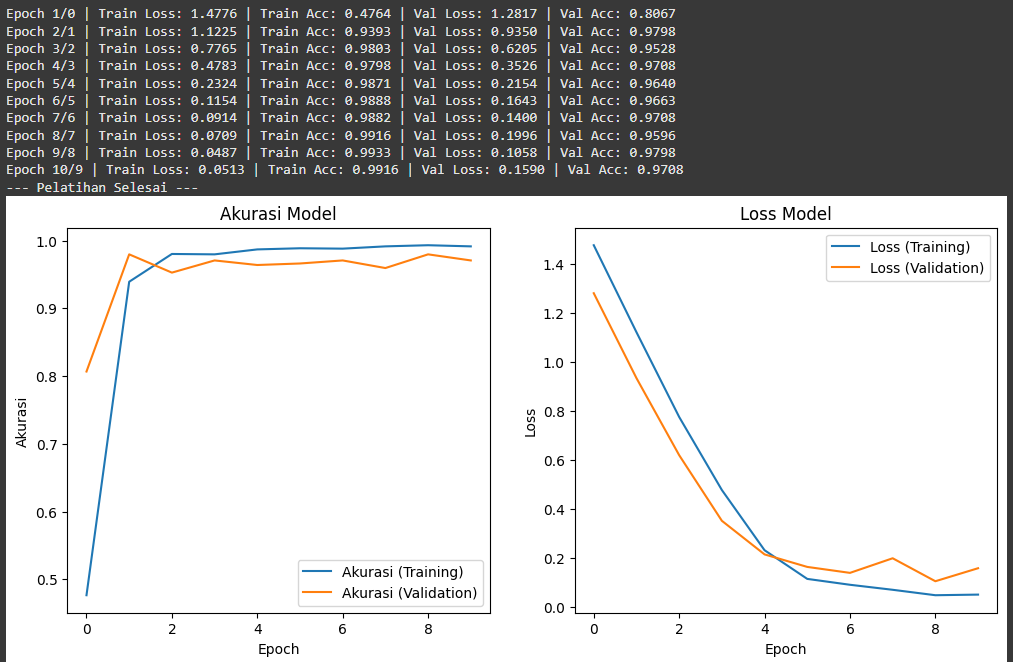 Epoch 1/0 | Train Loss: 1.4776 | Train Acc: 0.4764 | Val Loss: 1.2817 | Val Acc: 0.8067
Epoch 2/1 | Train Loss: 1.1225 | Train Acc: 0.9393 | Val Loss: 0.9350 | Val Acc: 0.9798
Epoch 3/2 | Train Loss: 0.7765 | Train Acc: 0.9803 | Val Loss: 0.6205 | Val Acc: 0.9528
Epoch 4/3 | Train Loss: 0.4783 | Train Acc: 0.9798 | Val Loss: 0.3526 | Val Acc: 0.9708
Epoch 5/4 | Train Loss: 0.2324 | Train Acc: 0.9871 | Val Loss: 0.2154 | Val Acc: 0.9640
Epoch 6/5 | Train Loss: 0.1154 | Train Acc: 0.9888 | Val Loss: 0.1643 | Val Acc: 0.9663
Epoch 7/6 | Train Loss: 0.0914 | Train Acc: 0.9882 | Val Loss: 0.1400 | Val Acc: 0.9708
Epoch 8/7 | Train Loss: 0.0709 | Train Acc: 0.9916 | Val Loss: 0.1996 | Val Acc: 0.9596
Epoch 9/8 | Train Loss: 0.0487 | Train Acc: 0.9933 | Val Loss: 0.1058 | Val Acc: 0.9798
Epoch 10/9 | Train Loss: 0.0513 | Train Acc: 0.9916 | Val Loss: 0.1590 | Val Acc: 0.9708
--- Pelatihan Selesai ---
Akurasi Model
1.0
0.9
0.8
0.7
0.6
0.5
Akurasi
Akurasi (Training)
Akurasi (Validation)
0 2 4 6 8
Epoch
Loss Model
1.4
1.2
1.0
0.8
0.6
0.4
0.2
0.0
Loss
Loss (Training)
Loss (Validation)
0 2 4 6 8
Epoch